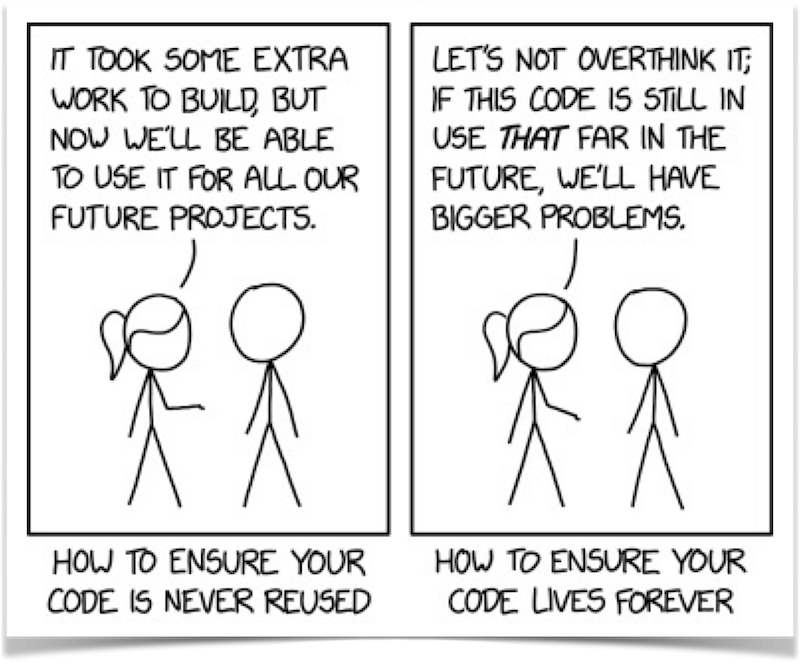 IT TOOK SOME EXTRA
WORK TO BUILD, BUT
NOW WE'LL BE ABLE
TO USE IT FOR ALL OUR
FUTURE PROJECTS.
HOW TO ENSURE YOUR
CODE IS NEVER REUSED
LET'S NOT OVERTHINK IT;
IF THIS CODE IS STILL IN
USE THAT FAR IN THE
FUTURE, WE'LL HAVE
BIGGER PROBLEMS.
HOW TO ENSURE YOUR
CODE LIVES FOREVER